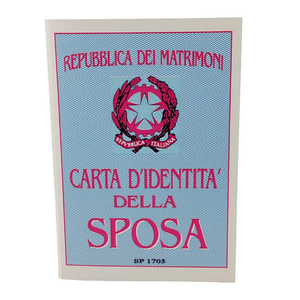 REPUBBLICA DEI MATRIMONI
REPUBBLICA ITALIANA
CARTA D'IDENTITA'
DELLA
SPOSA
SP 1705